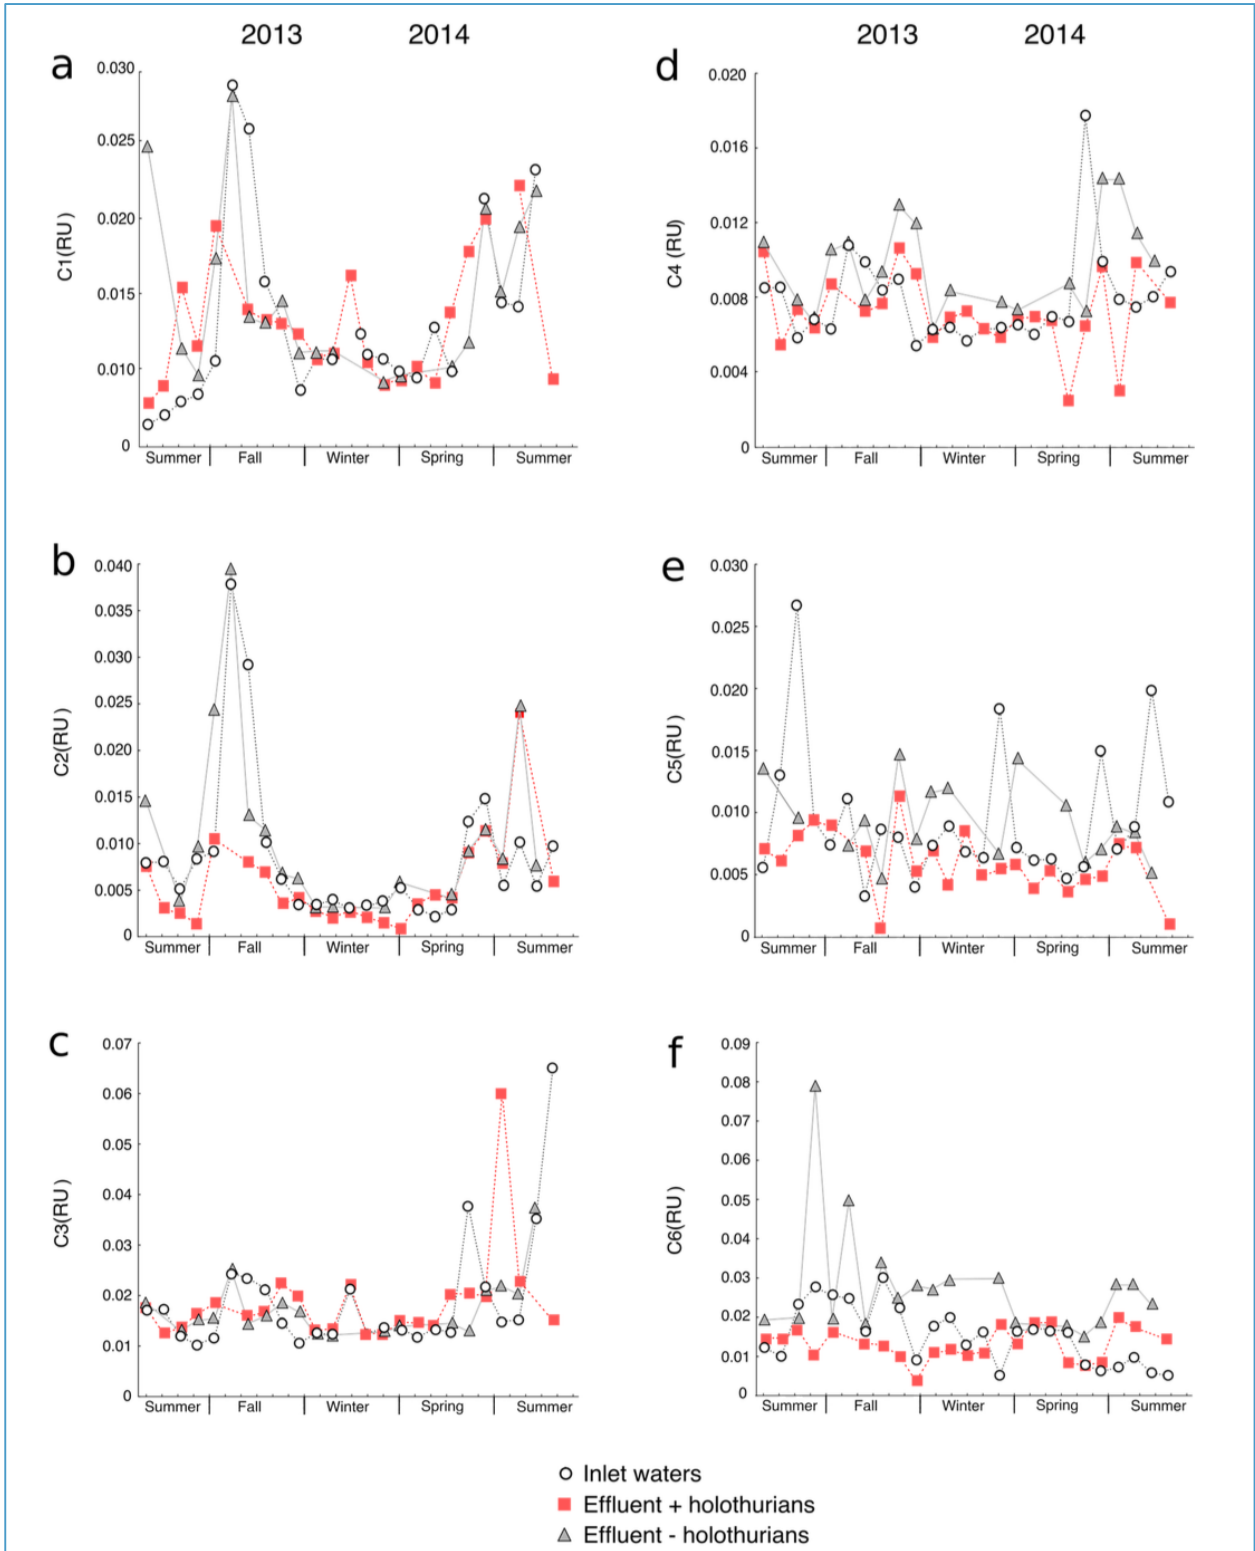 2013 2014
a
0.030
0.025
0.020
0.015
0.010
0
C1(RU)
Summer Fall Winter Spring Summer
2013 2014
d
0.020
0.016
0.012
0.008
0.004
0
C4 (RU)
Summer Fall Winter Spring Summer
b
0.040
0.035
0.030
0.025
0.020
0.015
0.010
0.005
0
C2(RU)
Summer Fall Winter Spring Summer
e
0.030
0.025
0.020
0.015
0.010
0.005
0
C5(RU)
Summer Fall Winter Spring Summer
c
0.07
0.06
0.05
0.04
0.03
0.02
0.01
0
C3(RU)
Summer Fall Winter Spring Summer
f
0.09
0.08
0.07
0.06
0.05
0.04
0.03
0.02
0.01
0
C6(RU)
Summer Fall Winter Spring Summer
Inlet waters
Effluent + holothurians
Effluent - holothurians